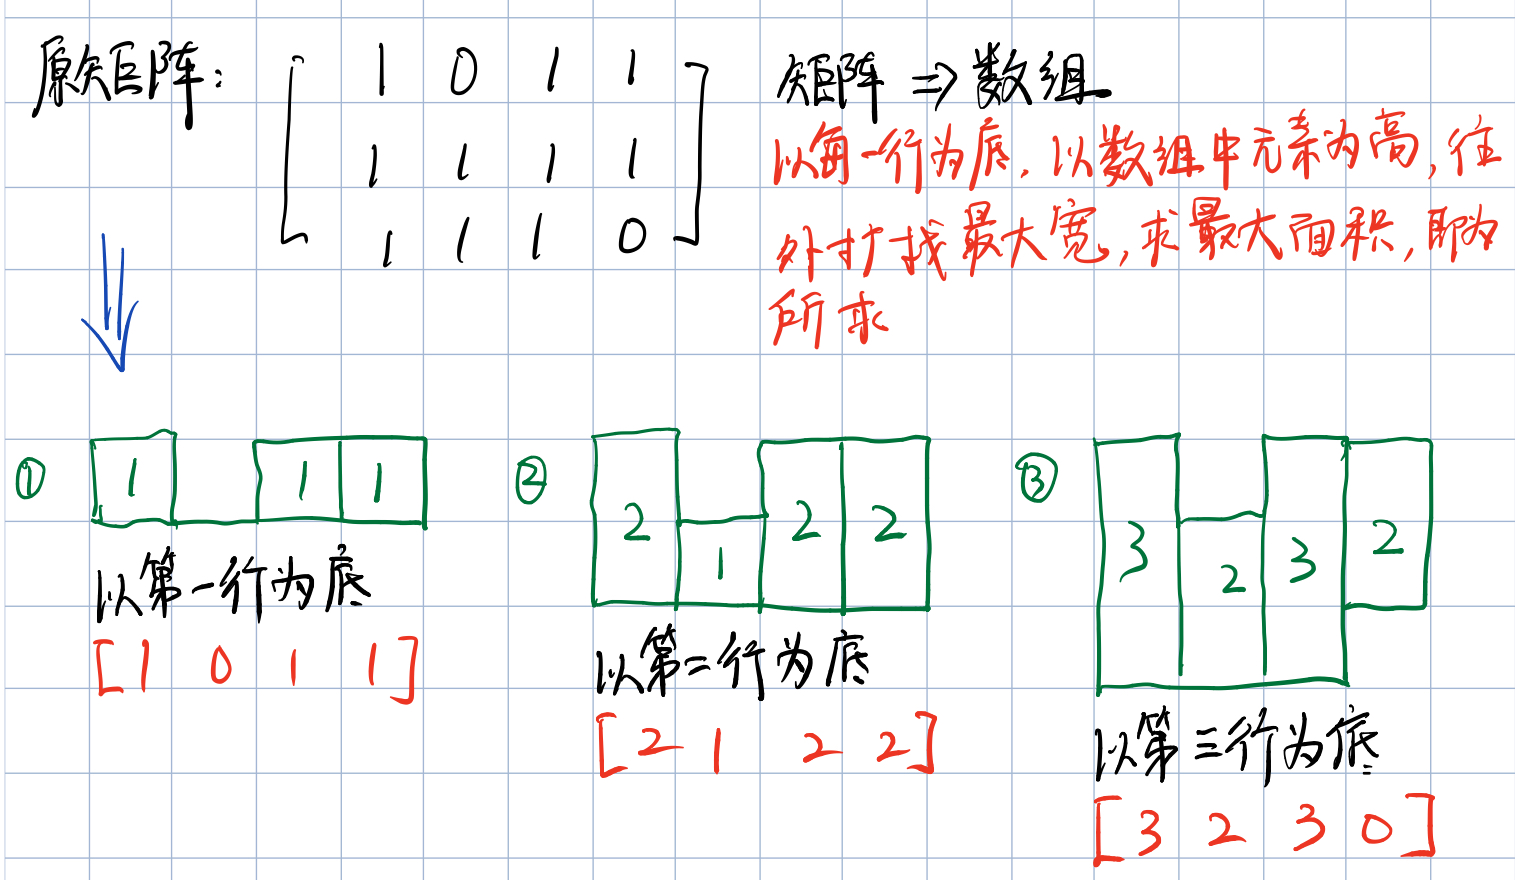 原矩阵：
1 0 1 1
1 1 1 1
1 1 1 0
矩阵 => 数组
以每一行为底，以数组中元素为高，往
外扩找最大宽，求最大面积，即为
所求
① 1 1 1
以第一行为底
[1 0 1 1]
② 2 1 2 2
以第二行为底
[2 1 2 2]
③ 3 2 3 2
以第三行为底
[3 2 3 0]